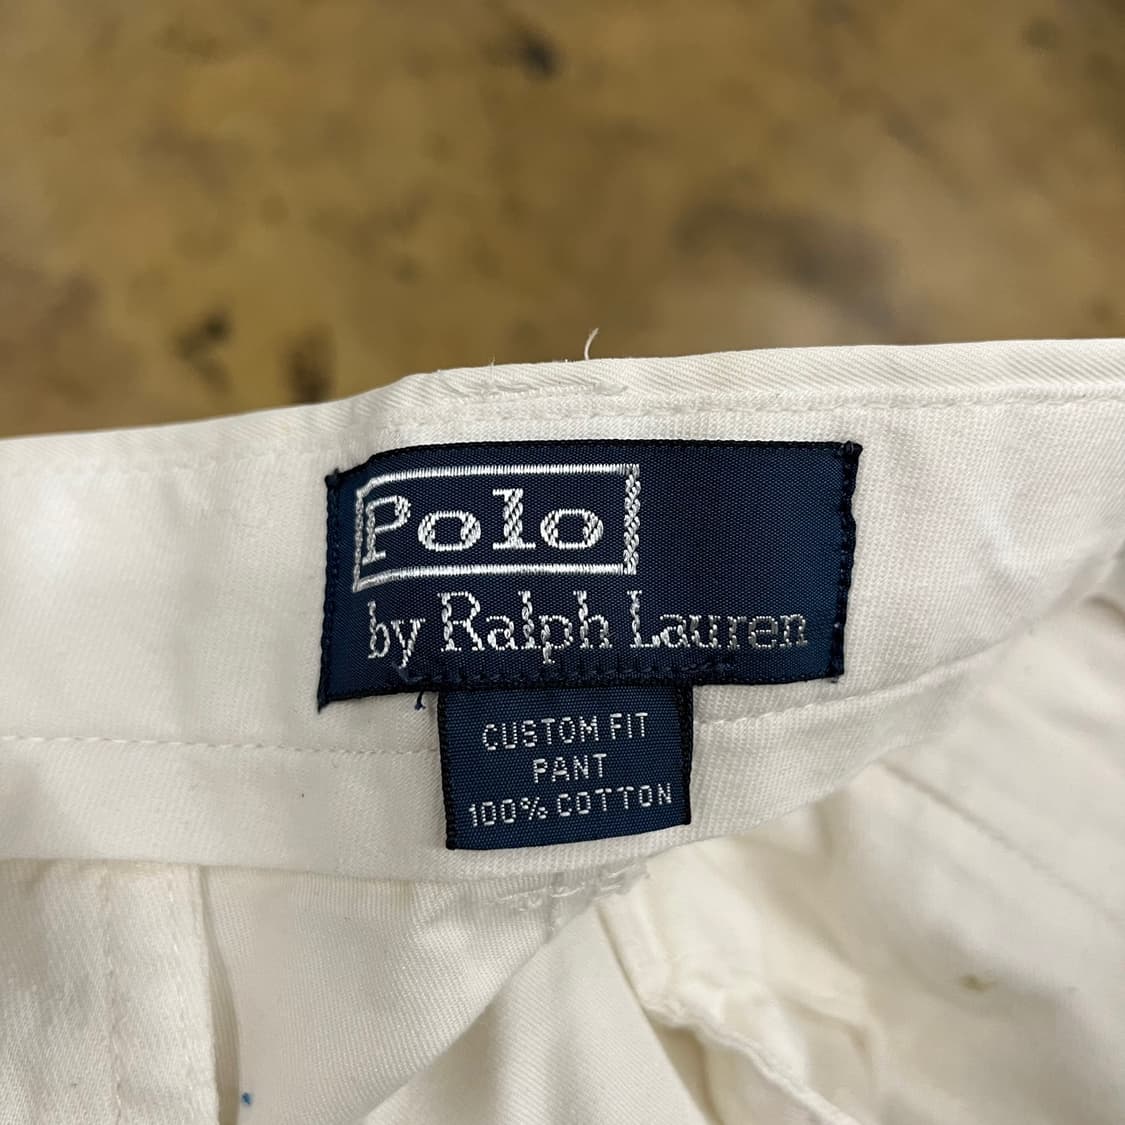 Polo
by Ralph Lauren
CUSTOM FIT
PANT
100% COTTON